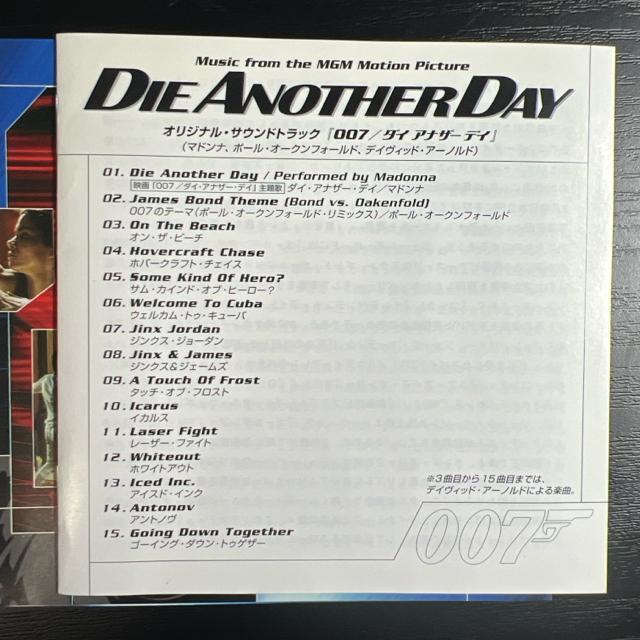 Music from the MGM Motion Picture
DIE ANOTHER DAY
オリジナル・サウンドトラック『007／ダイ アナザー デイ』
(マドンナ、ポール・オークンフォールド、デイヴィッド・アーノルド)
01. Die Another Day / Performed by Madonna
映画「007／ダイ・アナザー・デイ」主題歌 ダイ・アナザー・デイ／マドンナ
02. James Bond Theme (Bond vs. Oakenfold)
007のテーマ(ポール・オークンフォルド・リミックス)／ポール・オークンフォルド
03. On The Beach
オン・ザ・ビーチ
04. Hovercraft Chase
ホバークラフト・チェイス
05. Some Kind Of Hero?
サム・カインド・オブ・ヒーロー？
06. Welcome To Cuba
ウェルカム・トゥ・キューバ
07. Jinx Jordan
ジンクス・ジョーダン
08. Jinx & James
ジンクス&ジェームズ
09. A Touch Of Frost
タッチ・オブ・フロスト
10. Icarus
イカルス
11. Laser Fight
レーザー・ファイト
12. Whiteout
ホワイトアウト
13. Iced Inc.
アイスド・インク
14. Antonov
アントノヴ
15. Going Down Together
ゴーイング・ダウン・トゥゲザー
※3曲目から15曲目までは、
デイヴィッド・アーノルドによる楽曲。
007